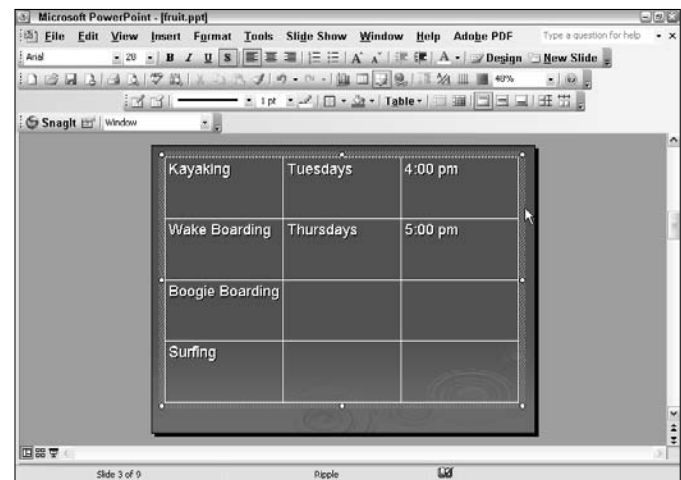 Microsoft PowerPoint - [fruit.ppt]
File Edit View Insert Format Tools Slide Show Window Help Adobe PDF Type a question for help
Arial 28 B I U S A A A Design New Slide
48%
1 pt Table
SnagIt Window
Kayaking Tuesdays 4:00 pm
Wake Boarding Thursdays 5:00 pm
Boogie Boarding
Surfing
Slide 3 of 9 Ripple